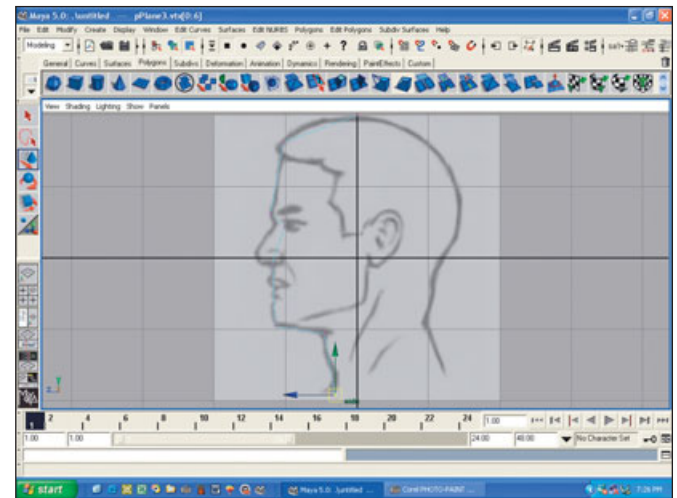 Maya 5.0: .\untitled --- pPlane3.vtx[0:6]
File Edit Modify Create Display Window Edit Curves Surfaces Edit NURBS Polygons Edit Polygons Subdiv Surfaces Help
Modeling
General Curves Surfaces Polygons Subdivs Deformation Animation Dynamics Rendering PaintEffects Custom
View Shading Lighting Show Panels
2 4 6 8 10 12 14 16 18 20 22 24 1.00
1.00 1.00 24.00 48.00 No Character Set
start Maya 5.0: .\untitled ... Corel PHOTO-PAINT ... 7:26 PM